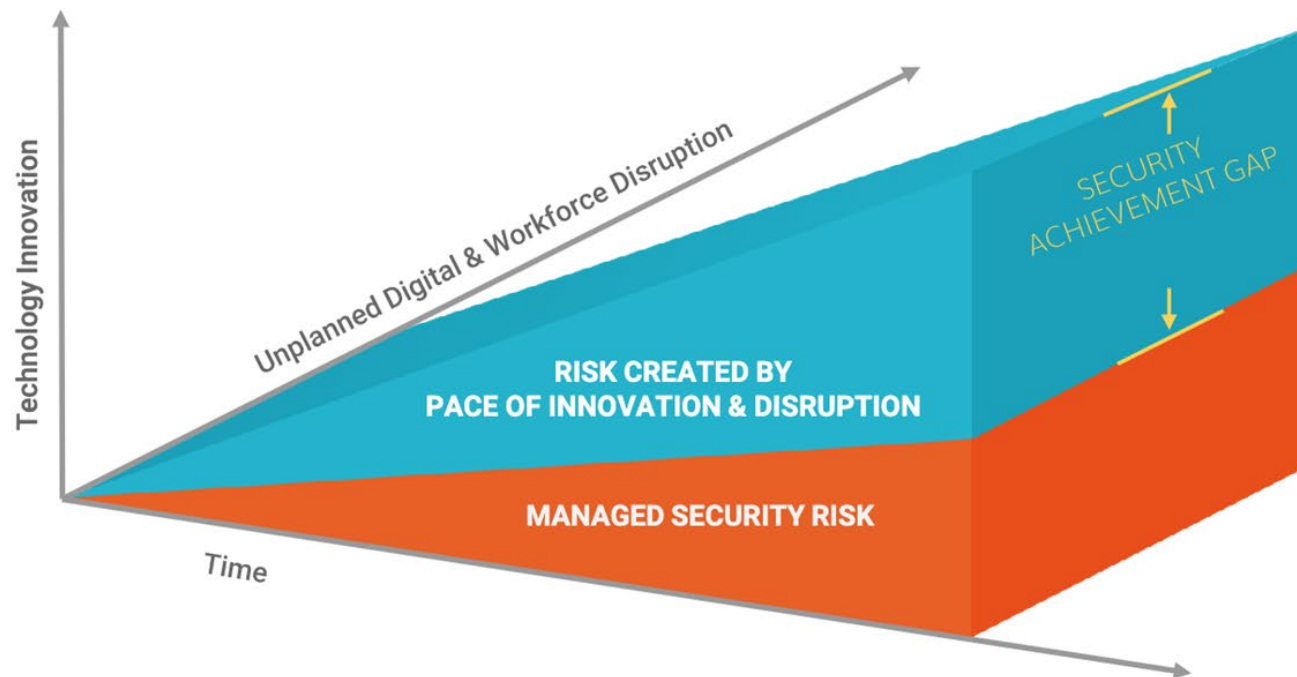 Technology Innovation
Unplanned Digital & Workforce Disruption
SECURITY
ACHIEVEMENT GAP
RISK CREATED BY
PACE OF INNOVATION & DISRUPTION
MANAGED SECURITY RISK
Time